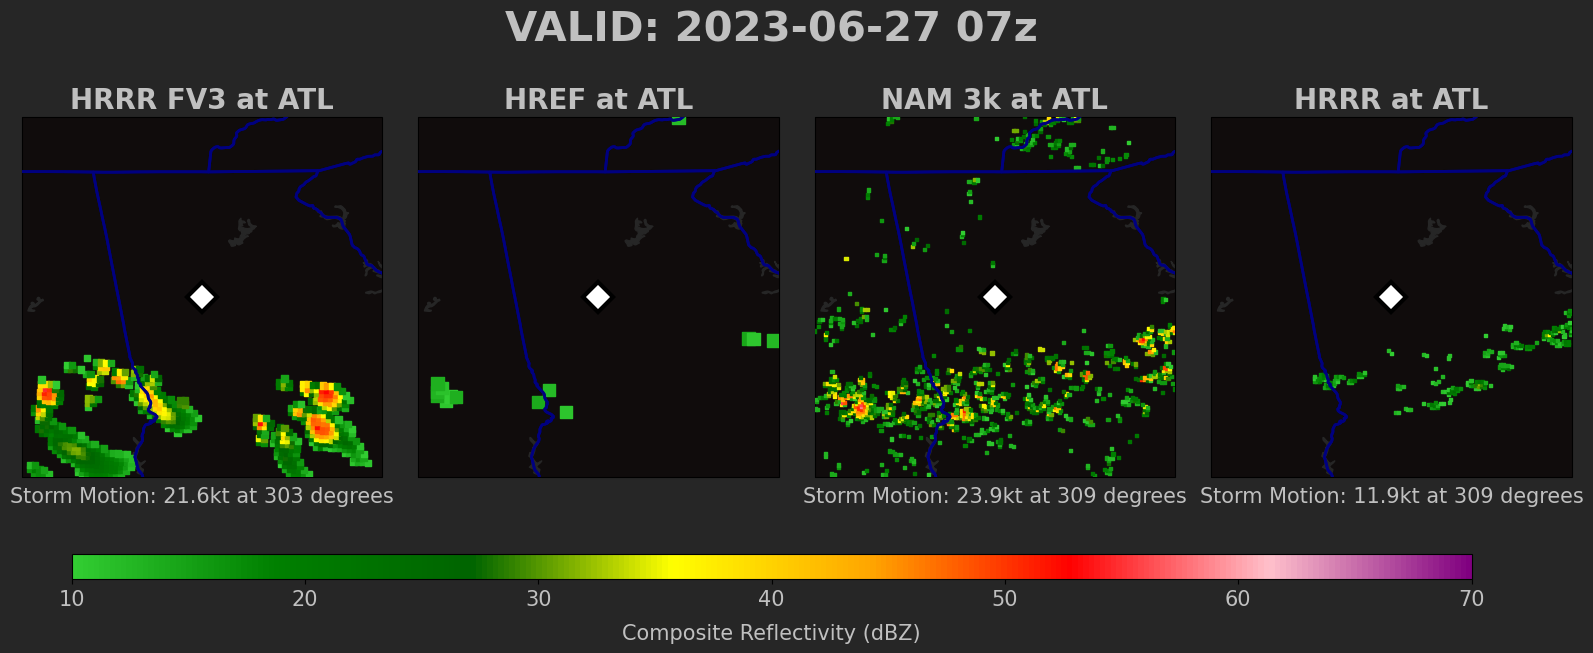 VALID: 2023-06-27 07z
HRRR FV3 at ATL
HREF at ATL
NAM 3k at ATL
HRRR at ATL
Storm Motion: 21.6kt at 303 degrees
Storm Motion: 23.9kt at 309 degrees
Storm Motion: 11.9kt at 309 degrees
10 20 30 40 50 60 70
Composite Reflectivity (dBZ)